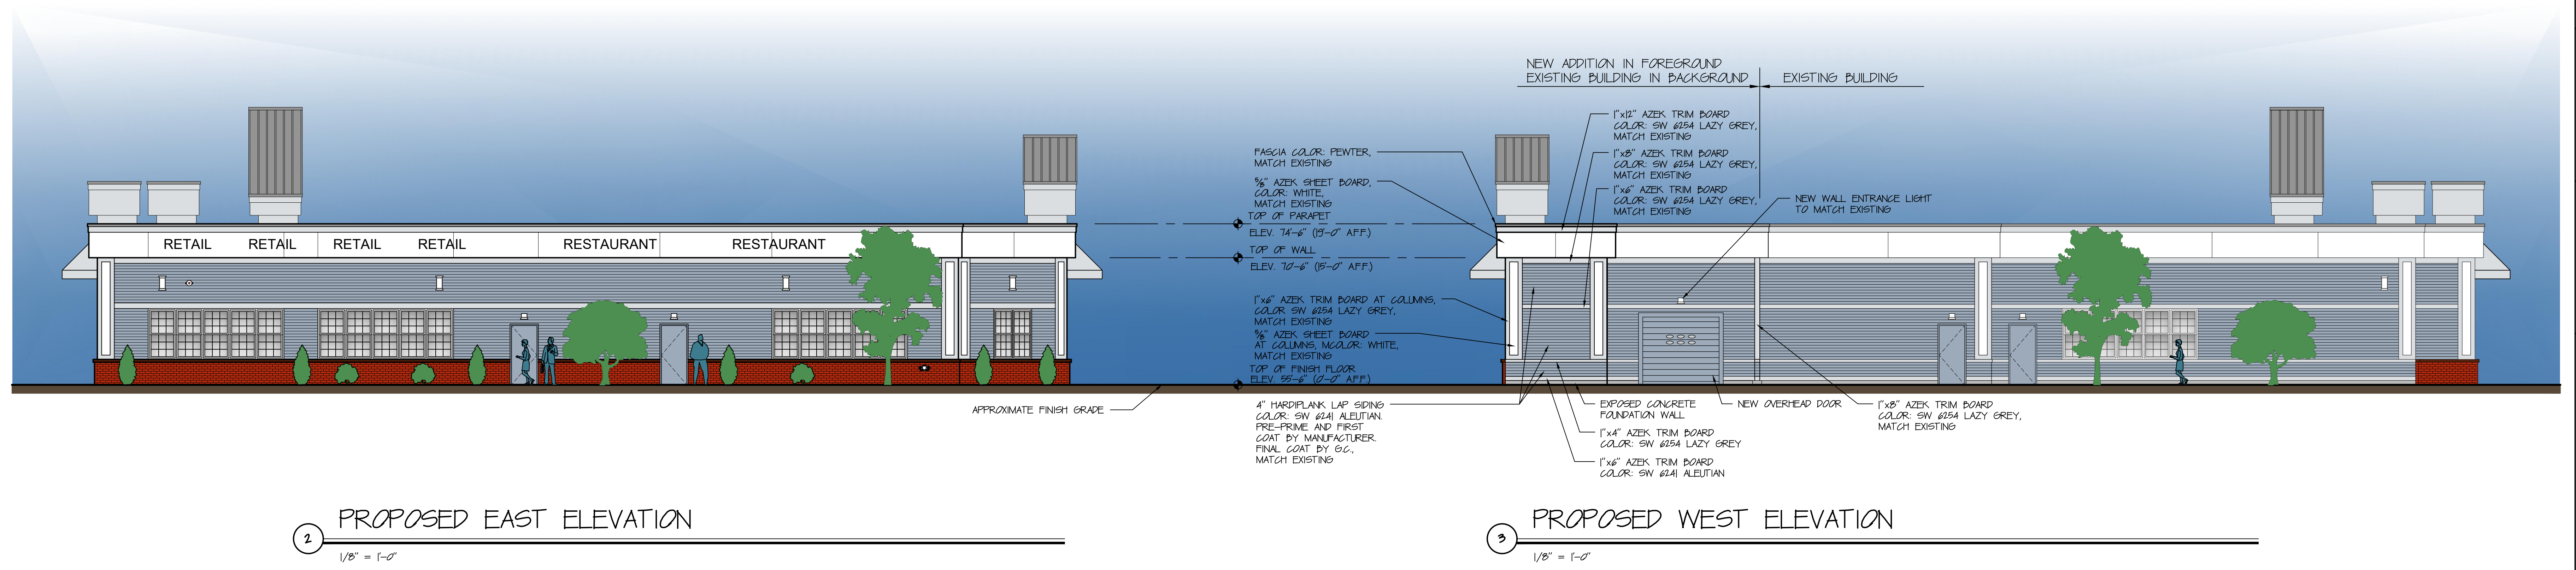 NEW ADDITION IN FOREGROUND
EXISTING BUILDING IN BACKGROUND
EXISTING BUILDING
1"x12" AZEK TRIM BOARD
COLOR: SW 6254 LAZY GREY,
MATCH EXISTING
1"x8" AZEK TRIM BOARD
COLOR: SW 6254 LAZY GREY,
MATCH EXISTING
1"x6" AZEK TRIM BOARD
COLOR: SW 6254 LAZY GREY,
MATCH EXISTING
NEW WALL ENTRANCE LIGHT
TO MATCH EXISTING
FASCIA COLOR: PEWTER,
MATCH EXISTING
5/8" AZEK SHEET BOARD,
COLOR: WHITE,
MATCH EXISTING
TOP OF PARAPET
ELEV. 74'-6" (19'-0" A.F.F.)
TOP OF WALL
ELEV. 70'-6" (15'-0" A.F.F.)
RETAIL RETAIL RETAIL RETAIL RESTAURANT RESTAURANT
1"x6" AZEK TRIM BOARD AT COLUMNS,
COLOR SW 6254 LAZY GREY,
MATCH EXISTING
5/8" AZEK SHEET BOARD
AT COLUMNS, MCOLOR: WHITE,
MATCH EXISTING
TOP OF FINISH FLOOR
ELEV. 55'-6" (0'-0" A.F.F.)
APPROXIMATE FINISH GRADE
4" HARDIPLANK LAP SIDING
COLOR: SW 6241 ALEUTIAN.
PRE-PRIME AND FIRST
COAT BY MANUFACTURER.
FINAL COAT BY G.C.,
MATCH EXISTING
EXPOSED CONCRETE
FOUNDATION WALL
NEW OVERHEAD DOOR
1"x8" AZEK TRIM BOARD
COLOR: SW 6254 LAZY GREY,
MATCH EXISTING
1"x4" AZEK TRIM BOARD
COLOR: SW 6254 LAZY GREY
1"x6" AZEK TRIM BOARD
COLOR: SW 6241 ALEUTIAN
2
PROPOSED EAST ELEVATION
1/8" = 1'-0"
3
PROPOSED WEST ELEVATION
1/8" = 1'-0"